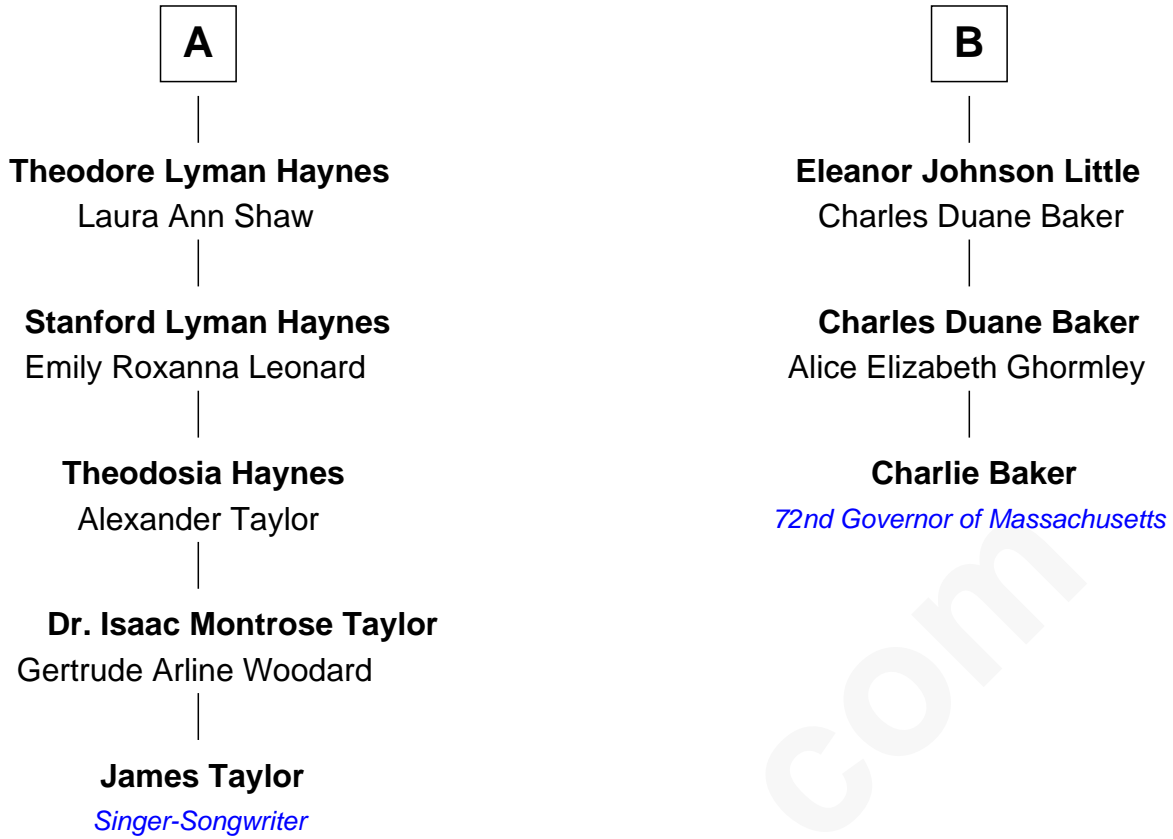 A
Theodore Lyman Haynes
Laura Ann Shaw
Stanford Lyman Haynes
Emily Roxanna Leonard
Theodosia Haynes
Alexander Taylor
Dr. Isaac Montrose Taylor
Gertrude Arline Woodard
James Taylor
Singer-Songwriter
B
Eleanor Johnson Little
Charles Duane Baker
Charles Duane Baker
Alice Elizabeth Ghormley
Charlie Baker
72nd Governor of Massachusetts
com